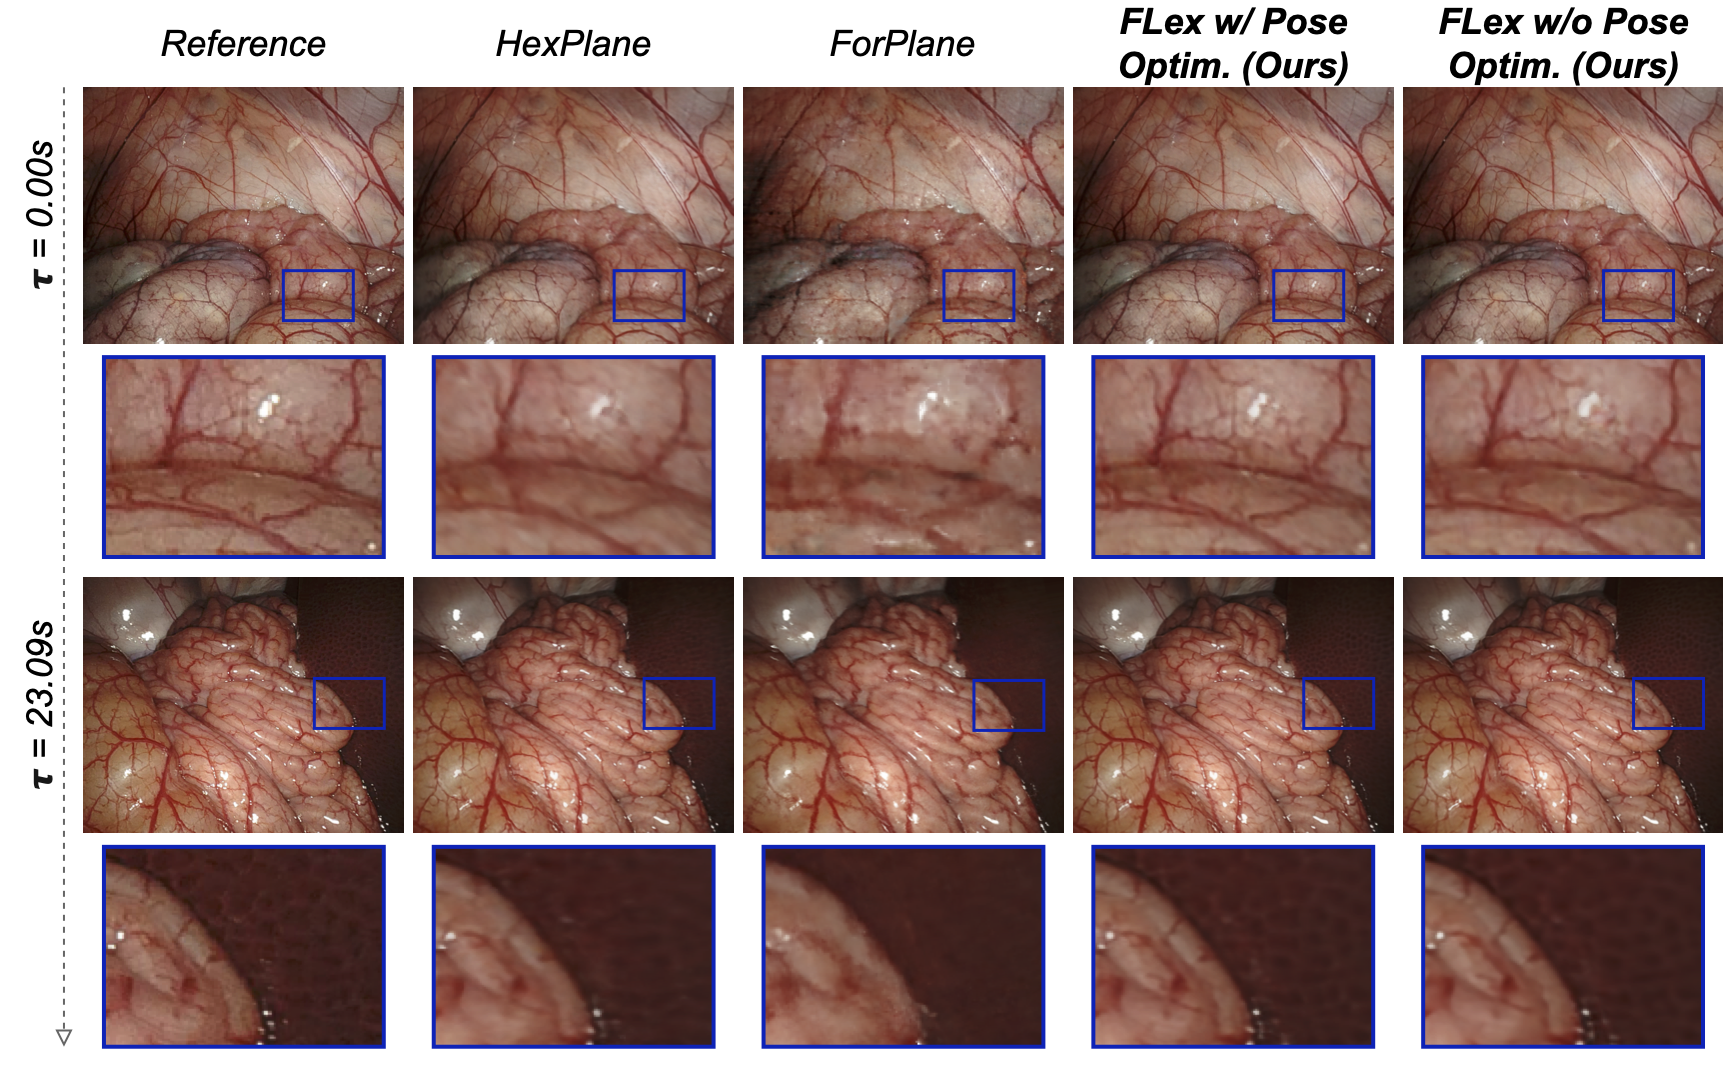 Reference
HexPlane
ForPlane
FLex w/ Pose
Optim. (Ours)
FLex w/o Pose
Optim. (Ours)
τ = 0.00s
τ = 23.09s